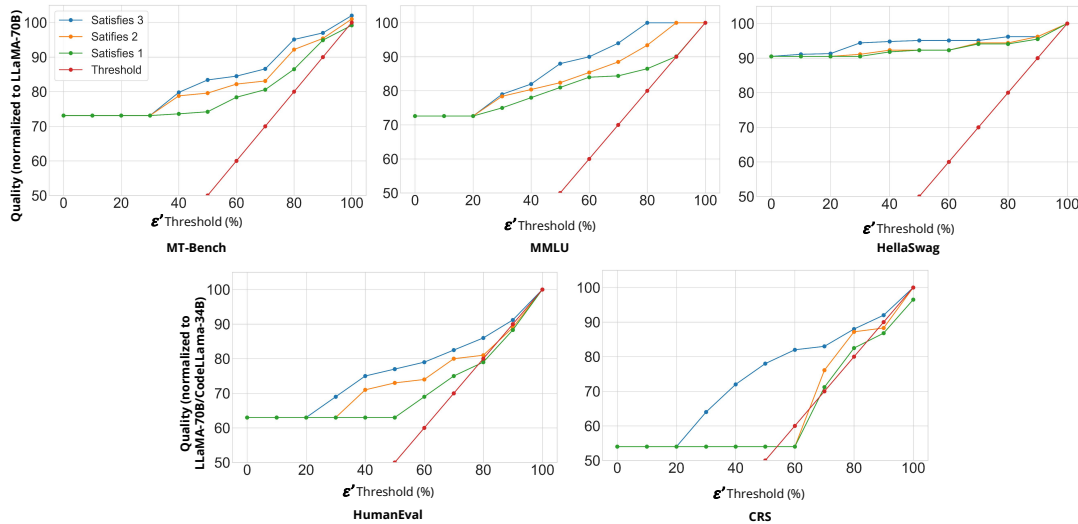 Quality (normalized to LLaMA-70B)
100
90
80
70
60
50
Satisfies 3
Satifies 2
Satisfies 1
Threshold
0 20 40 60 80 100
ε’ Threshold (%)
MT-Bench
100
90
80
70
60
50
0 20 40 60 80 100
ε’ Threshold (%)
MMLU
100
90
80
70
60
50
0 20 40 60 80 100
ε’ Threshold (%)
HellaSwag
Quality (normalized to
LLaMA-70B/CodeLLama-34B)
100
90
80
70
60
50
0 20 40 60 80 100
ε’ Threshold (%)
HumanEval
100
90
80
70
60
50
0 20 40 60 80 100
ε’ Threshold (%)
CRS